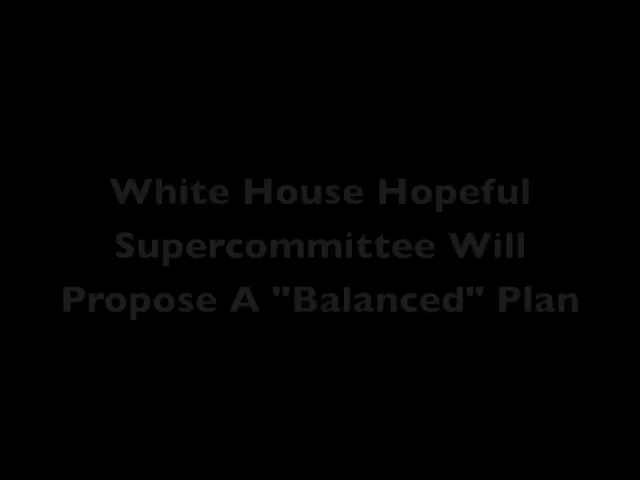 White House Hopeful
Supercommittee Will
Propose A "Balanced" Plan